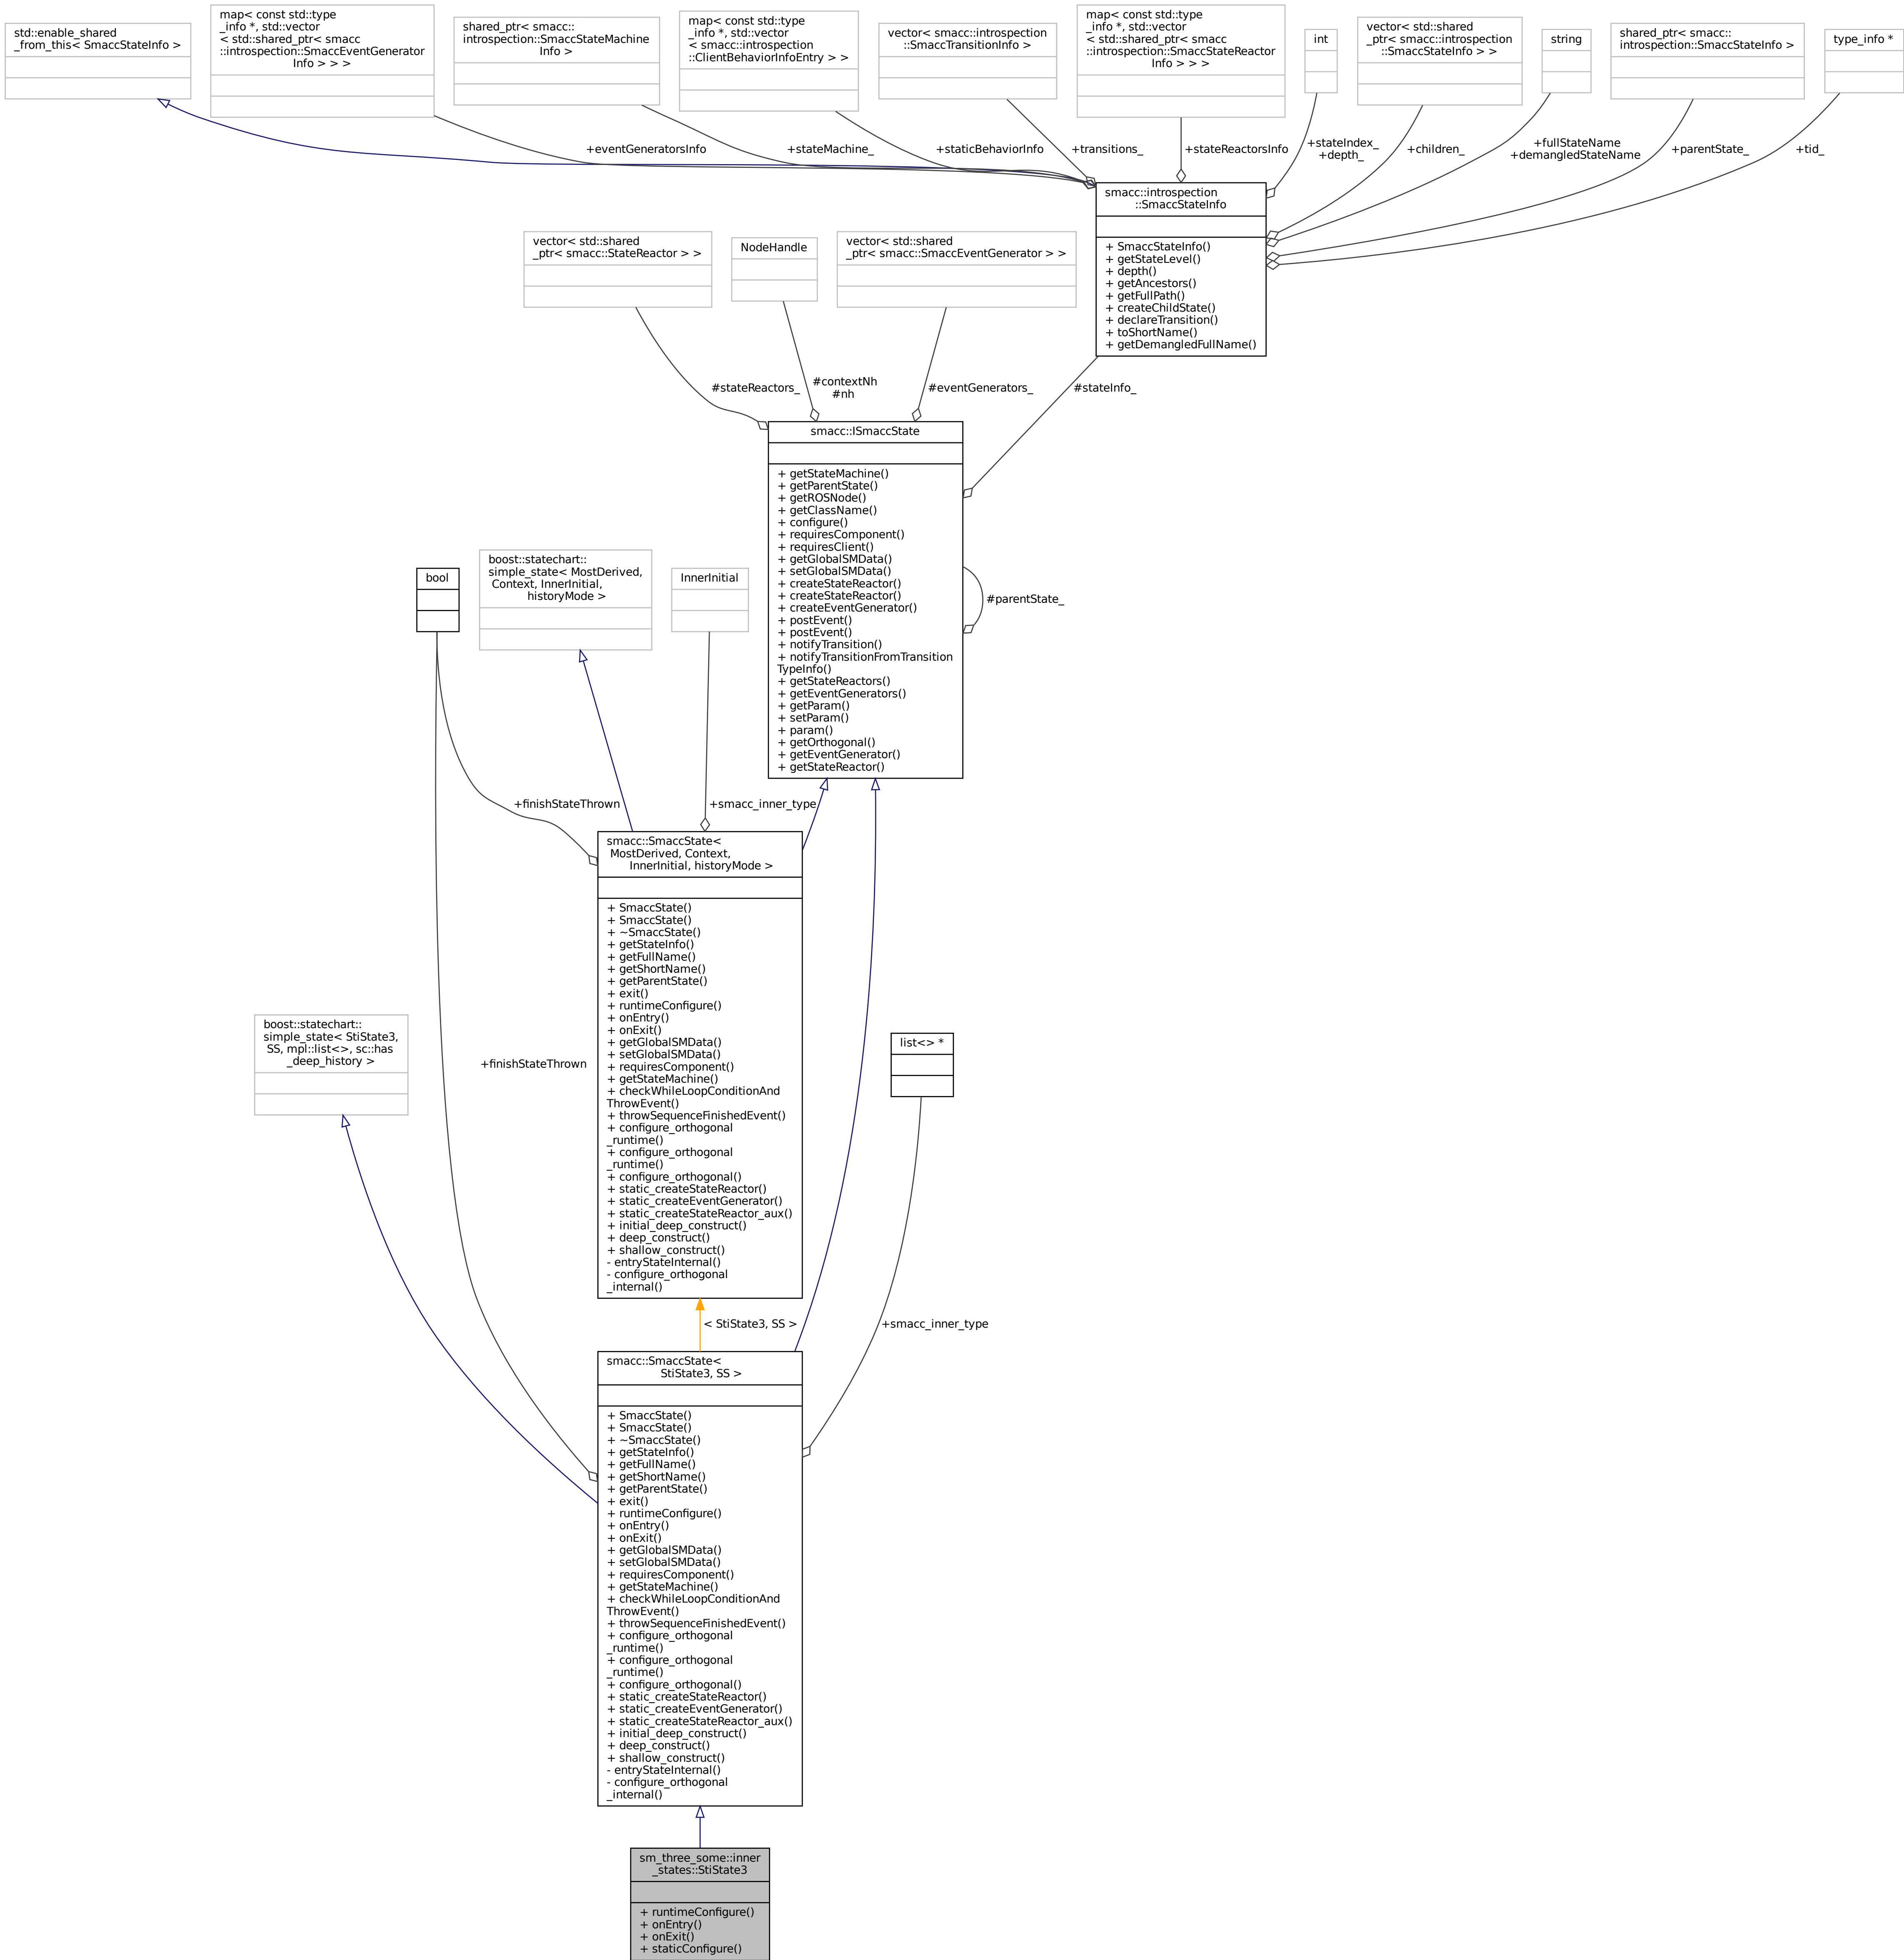 std::enable_shared
_from_this< SmaccStateInfo >
map< const std::type
_info *, std::vector
< std::shared_ptr< smacc
::introspection::SmaccEventGenerator
Info > > >
shared_ptr< smacc::
introspection::SmaccStateMachine
Info >
map< const std::type
_info *, std::vector
< smacc::introspection
::ClientBehaviorInfoEntry > >
vector< smacc::introspection
::SmaccTransitionInfo >
map< const std::type
_info *, std::vector
< std::shared_ptr< smacc
::introspection::SmaccStateReactor
Info > > >
int
vector< std::shared
_ptr< smacc::introspection
::SmaccStateInfo > >
string
shared_ptr< smacc::
introspection::SmaccStateInfo >
type_info *
+eventGeneratorsInfo
+stateMachine_
+staticBehaviorInfo
+transitions_
+stateReactorsInfo
+stateIndex_
+depth_
+children_
+fullStateName
+demangledStateName
+parentState_
+tid_
smacc::introspection
::SmaccStateInfo
+ SmaccStateInfo()
+ getStateLevel()
+ depth()
+ getAncestors()
+ getFullPath()
+ createChildState()
+ declareTransition()
+ toShortName()
+ getDemangledFullName()
vector< std::shared
_ptr< smacc::StateReactor > >
NodeHandle
vector< std::shared
_ptr< smacc::SmaccEventGenerator > >
#stateReactors_
#contextNh
#nh
#eventGenerators_
#stateInfo_
smacc::ISmaccState
+ getStateMachine()
+ getParentState()
+ getROSNode()
+ getClassName()
+ configure()
+ requiresComponent()
+ requiresClient()
+ getGlobalSMData()
+ setGlobalSMData()
+ createStateReactor()
+ createStateReactor()
+ createEventGenerator()
+ postEvent()
+ postEvent()
+ notifyTransition()
+ notifyTransitionFromTransition
TypeInfo()
+ getStateReactors()
+ getEventGenerators()
+ getParam()
+ setParam()
+ param()
+ getOrthogonal()
+ getEventGenerator()
+ getStateReactor()
#parentState_
bool
boost::statechart::
simple_state< MostDerived,
Context, InnerInitial,
historyMode >
InnerInitial
+finishStateThrown
+smacc_inner_type
smacc::SmaccState<
MostDerived, Context,
InnerInitial, historyMode >
+ SmaccState()
+ SmaccState()
+ ~SmaccState()
+ getStateInfo()
+ getFullName()
+ getShortName()
+ getParentState()
+ exit()
+ runtimeConfigure()
+ onEntry()
+ onExit()
+ getGlobalSMData()
+ setGlobalSMData()
+ requiresComponent()
+ getStateMachine()
+ checkWhileLoopConditionAnd
ThrowEvent()
+ throwSequenceFinishedEvent()
+ configure_orthogonal
_runtime()
+ configure_orthogonal
_runtime()
+ configure_orthogonal()
+ static_createStateReactor()
+ static_createEventGenerator()
+ static_createStateReactor_aux()
+ initial_deep_construct()
+ deep_construct()
+ shallow_construct()
- entryStateInternal()
- configure_orthogonal
_internal()
boost::statechart::
simple_state< StiState3,
SS, mpl::list<>, sc::has
_deep_history >
+finishStateThrown
list<> *
< StiState3, SS >
+smacc_inner_type
smacc::SmaccState<
StiState3, SS >
+ SmaccState()
+ SmaccState()
+ ~SmaccState()
+ getStateInfo()
+ getFullName()
+ getShortName()
+ getParentState()
+ exit()
+ runtimeConfigure()
+ onEntry()
+ onExit()
+ getGlobalSMData()
+ setGlobalSMData()
+ requiresComponent()
+ getStateMachine()
+ checkWhileLoopConditionAnd
ThrowEvent()
+ throwSequenceFinishedEvent()
+ configure_orthogonal
_runtime()
+ configure_orthogonal
_runtime()
+ configure_orthogonal()
+ static_createStateReactor()
+ static_createEventGenerator()
+ static_createStateReactor_aux()
+ initial_deep_construct()
+ deep_construct()
+ shallow_construct()
- entryStateInternal()
- configure_orthogonal
_internal()
sm_three_some::inner
_states::StiState3
+ runtimeConfigure()
+ onEntry()
+ onExit()
+ staticConfigure()